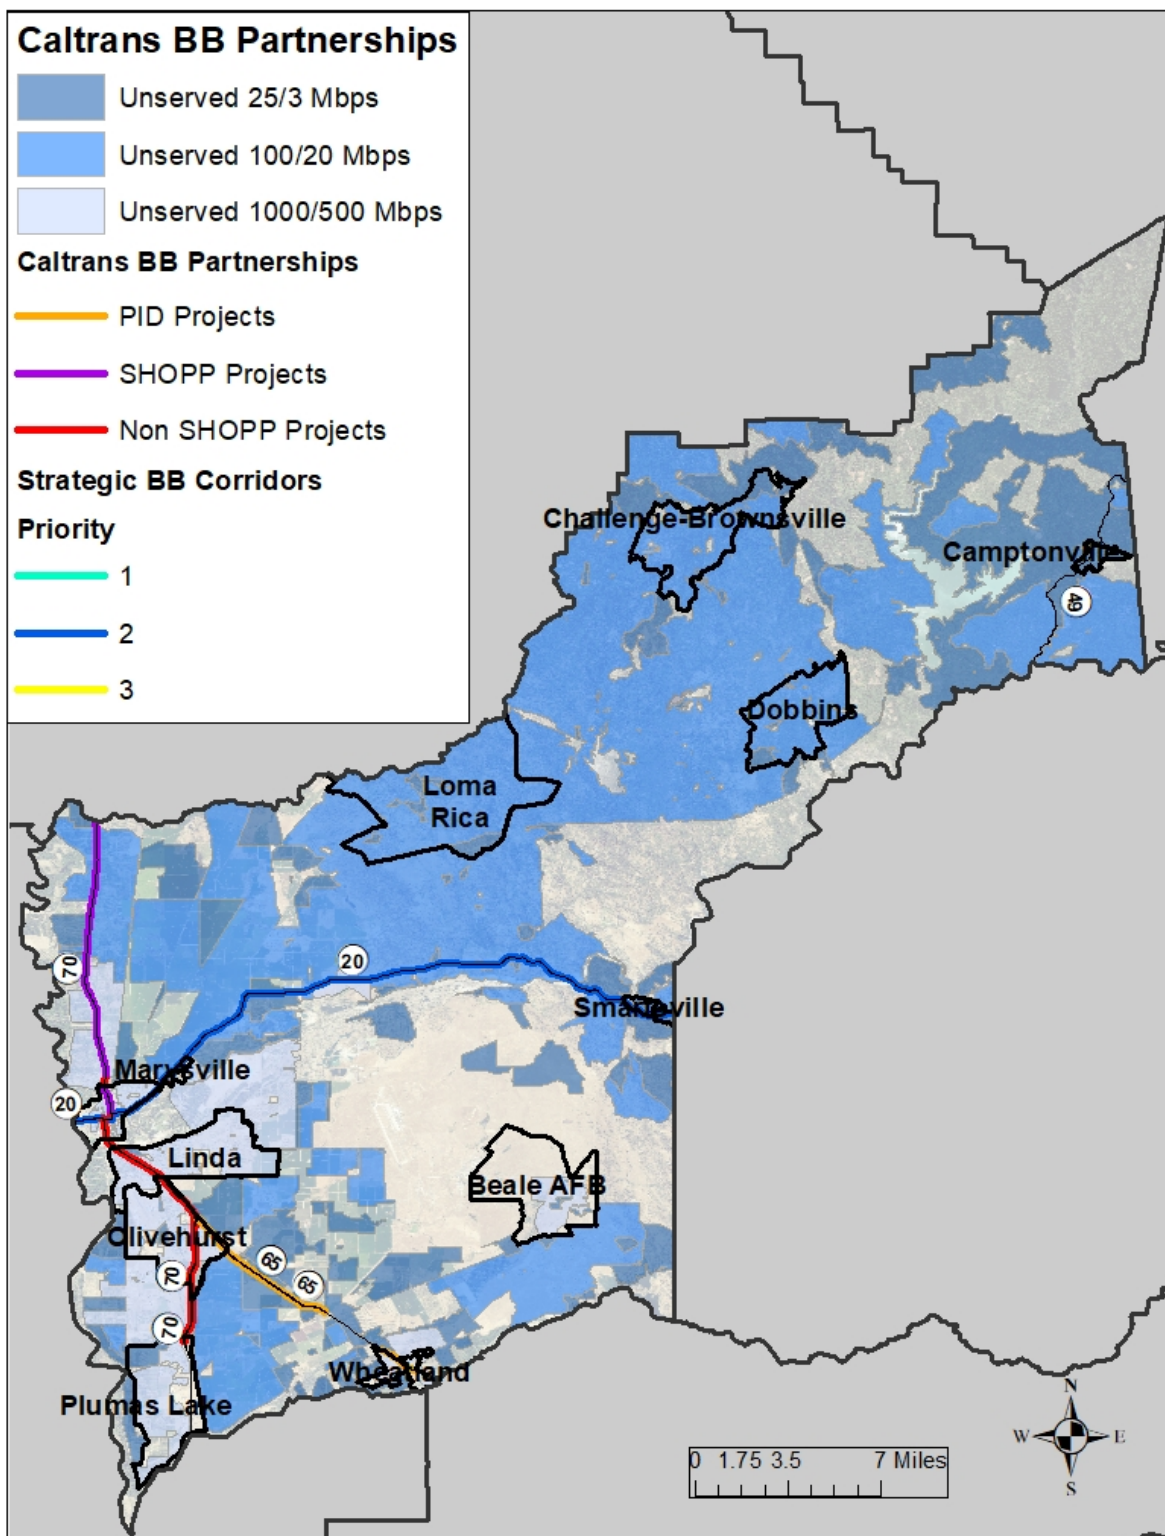 Caltrans BB Partnerships
Unserved 25/3 Mbps
Unserved 100/20 Mbps
Unserved 1000/500 Mbps
Caltrans BB Partnerships
PID Projects
SHOPP Projects
Non SHOPP Projects
Strategic BB Corridors
Priority
1
2
3
Challenge-Brownsville
Camptonville
49
Dobbins
Loma
Rica
70
20
Smartsville
Marysville
20
Linda
Beale AFB
Olivehurst
65
65
70
70
Wheatland
Plumas Lake
N
W
E
S
0 1.75 3.5 7 Miles